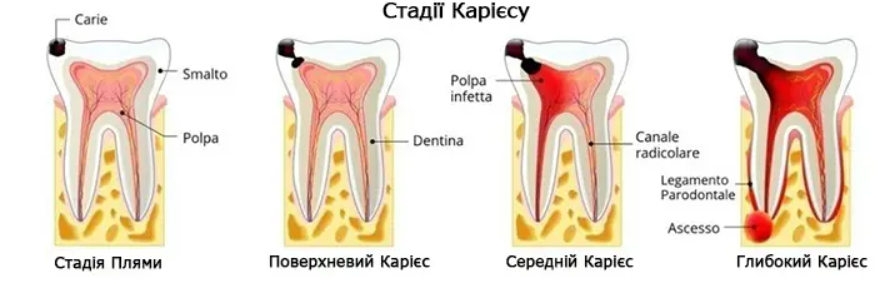 Стадії Карієсу
Carie
Smalto
Polpa
Стадія Плями
Dentina
Поверхневий Карієс
Polpa
infetta
Canale
radicolare
Середній Карієс
Legamento
Parodontale
Ascesso
Глибокий Карієс